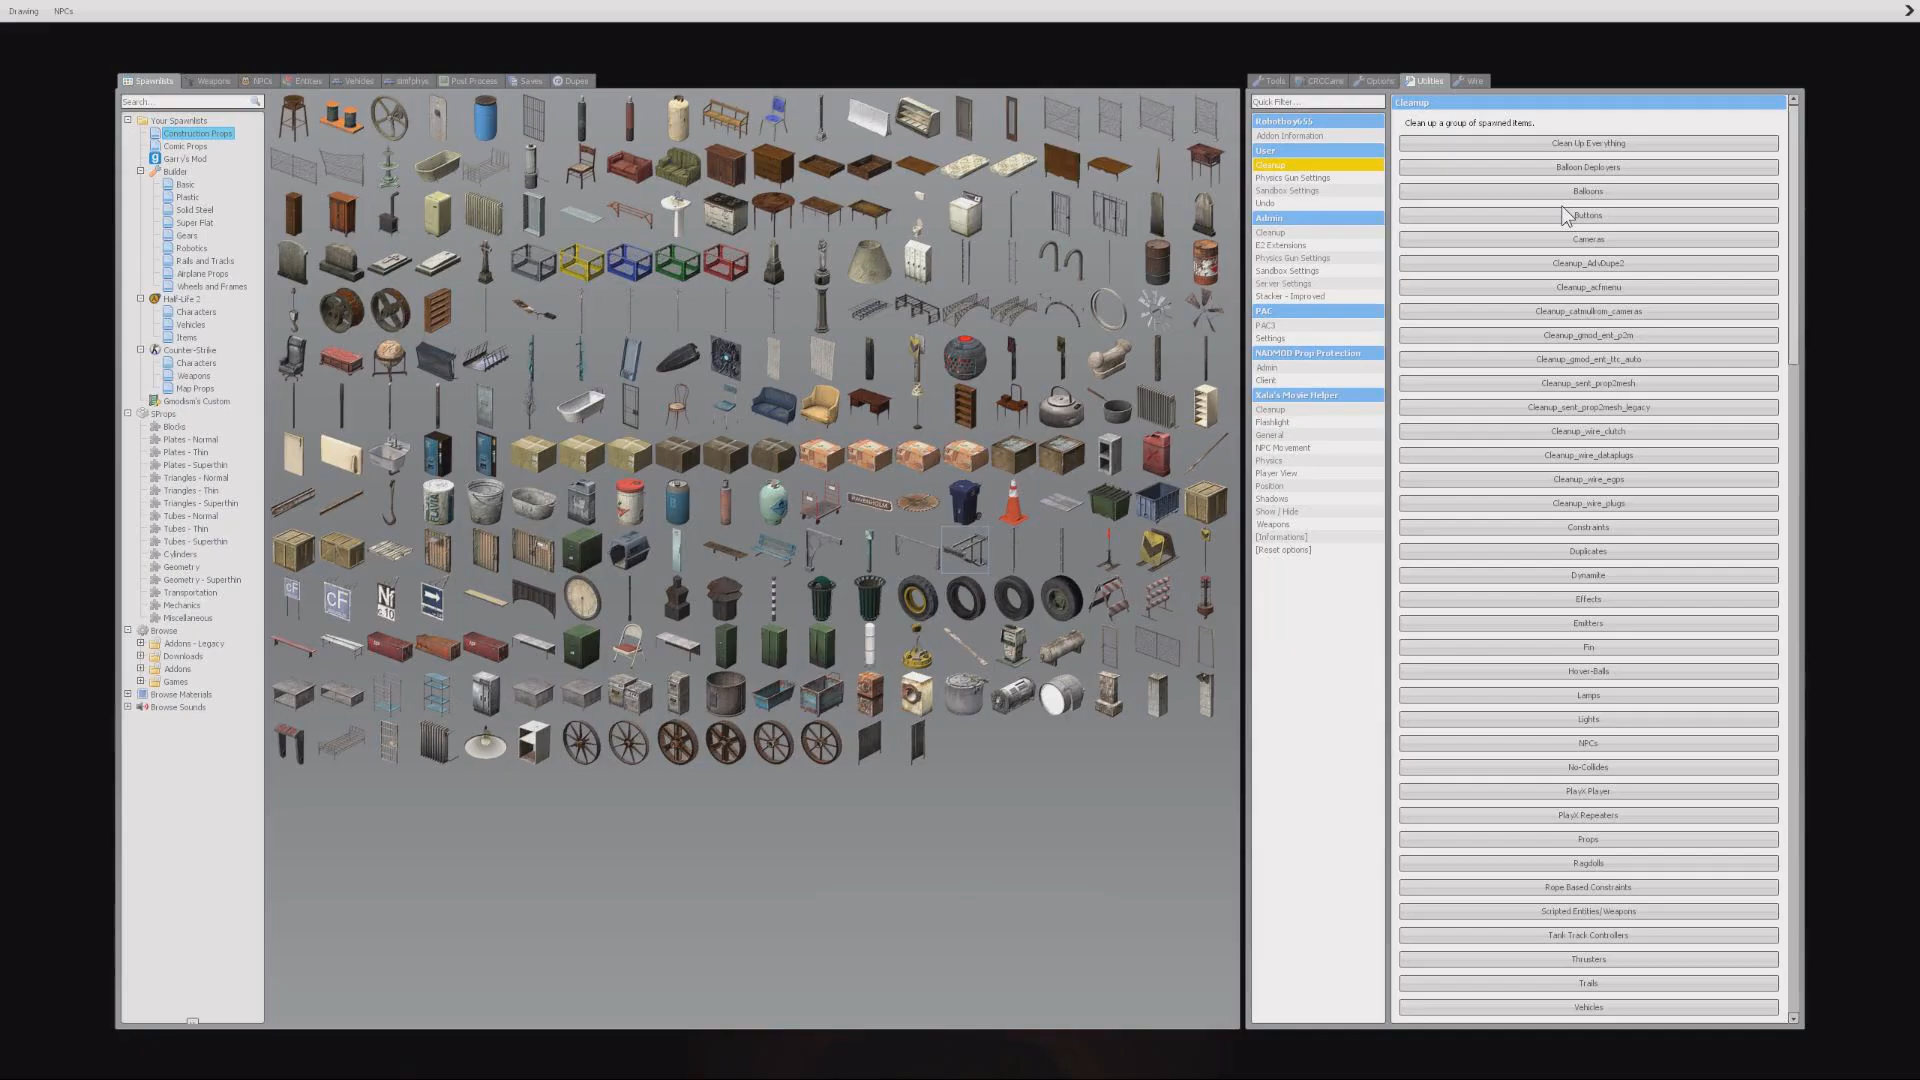 Drawing NPCs
Spawnlists Weapons NPCs Entities Vehicles simfphys Post Process Saves Dupes
Search...
Your Spawnlists
Construction Props
Comic Props
Garry's Mod
Builder
Basic
Plastic
Solid Steel
Super Flat
Gears
Robotics
Rails and Tracks
Airplane Props
Wheels and Frames
Half-Life 2
Characters
Vehicles
Items
Counter-Strike
Characters
Weapons
Map Props
Gmodism's Custom
SProps
Blocks
Plates - Normal
Plates - Thin
Plates - Superthin
Triangles - Normal
Triangles - Thin
Triangles - Superthin
Tubes - Normal
Tubes - Thin
Tubes - Superthin
Cylinders
Geometry
Geometry - Superthin
Transportation
Mechanics
Miscellaneous
Browse
Addons - Legacy
Downloads
Addons
Games
Browse Materials
Browse Sounds
RAVENHOLM
cF
cF
Tools CRCCams Options Utilities Wire
Quick Filter...
Robotboy655
Addon Information
User
Cleanup
Physics Gun Settings
Sandbox Settings
Undo
Admin
Cleanup
E2 Extensions
Physics Gun Settings
Sandbox Settings
Server Settings
Stacker - Improved
PAC
PAC3
Settings
NADMOD Prop Protection
Admin
Client
Xala's Movie Helper
Cleanup
Flashlight
General
NPC Movement
Physics
Player View
Position
Shadows
Show / Hide
Weapons
[Informations]
[Reset options]
Cleanup
Clean up a group of spawned items.
Clean Up Everything
Balloon Deployers
Balloons
Buttons
Cameras
Cleanup_AdvDupe2
Cleanup_acfmenu
Cleanup_catmullrom_cameras
Cleanup_gmod_ent_p2m
Cleanup_gmod_ent_ttc_auto
Cleanup_sent_prop2mesh
Cleanup_sent_prop2mesh_legacy
Cleanup_wire_clutch
Cleanup_wire_dataplugs
Cleanup_wire_egps
Cleanup_wire_plugs
Constraints
Duplicates
Dynamite
Effects
Emitters
Fin
Hover-Balls
Lamps
Lights
NPCs
No-Collides
PlayX Player
PlayX Repeaters
Props
Ragdolls
Rope Based Constraints
Scripted Entities/Weapons
Tank Track Controllers
Thrusters
Trails
Vehicles